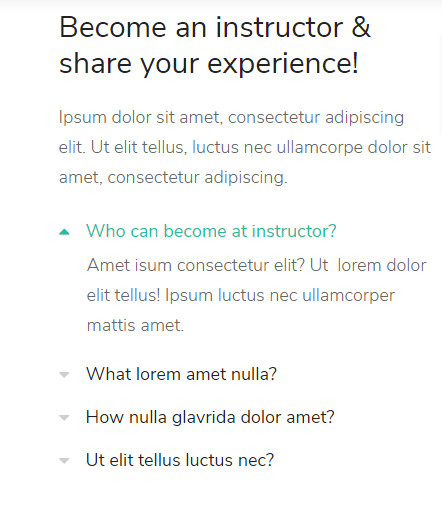 Become an instructor &
share your experience!
Ipsum dolor sit amet, consectetur adipiscing
elit. Ut elit tellus, luctus nec ullamcorpe dolor sit
amet, consectetur adipiscing.
Who can become at instructor?
Amet isum consectetur elit? Ut  lorem dolor
elit tellus! Ipsum luctus nec ullamcorper
mattis amet.
What lorem amet nulla?
How nulla glavrida dolor amet?
Ut elit tellus luctus nec?